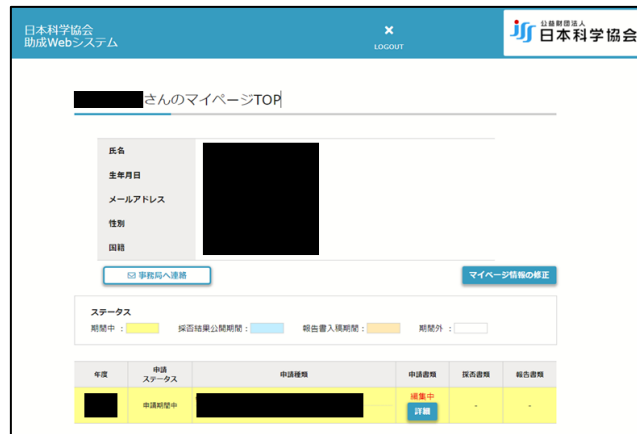 日本科学協会
助成Webシステム
×
LOGOUT
公益財団法人
日本科学協会
さんのマイページTOP
氏名
生年月日
メールアドレス
性別
国籍
事務局へ連絡
マイページ情報の修正
ステータス
期間中 : 採否結果公開期間 : 報告書入稿期間 : 期間外 :
年度 申請ステータス 申請種類 申請書類 採否書類 報告書類
申請期間中 編集中 - -
詳細